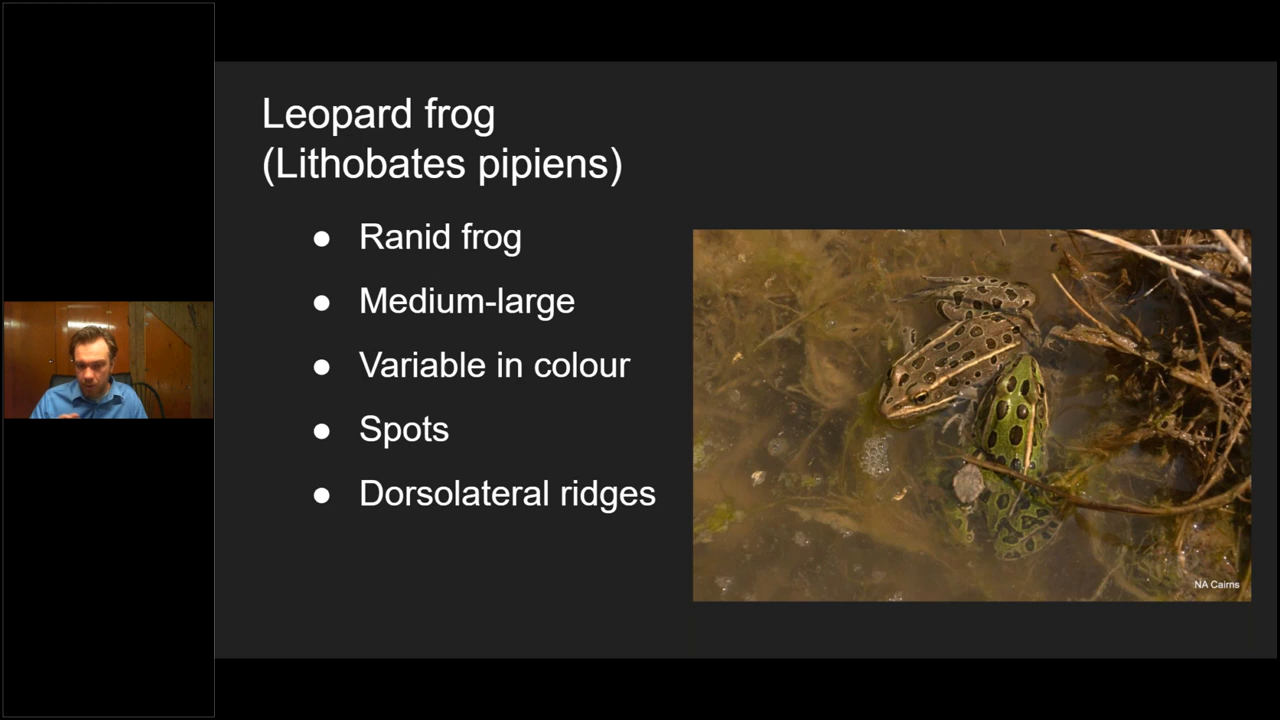 Leopard frog
(Lithobates pipiens)
● Ranid frog
● Medium-large
● Variable in colour
● Spots
● Dorsolateral ridges
NA Cairns